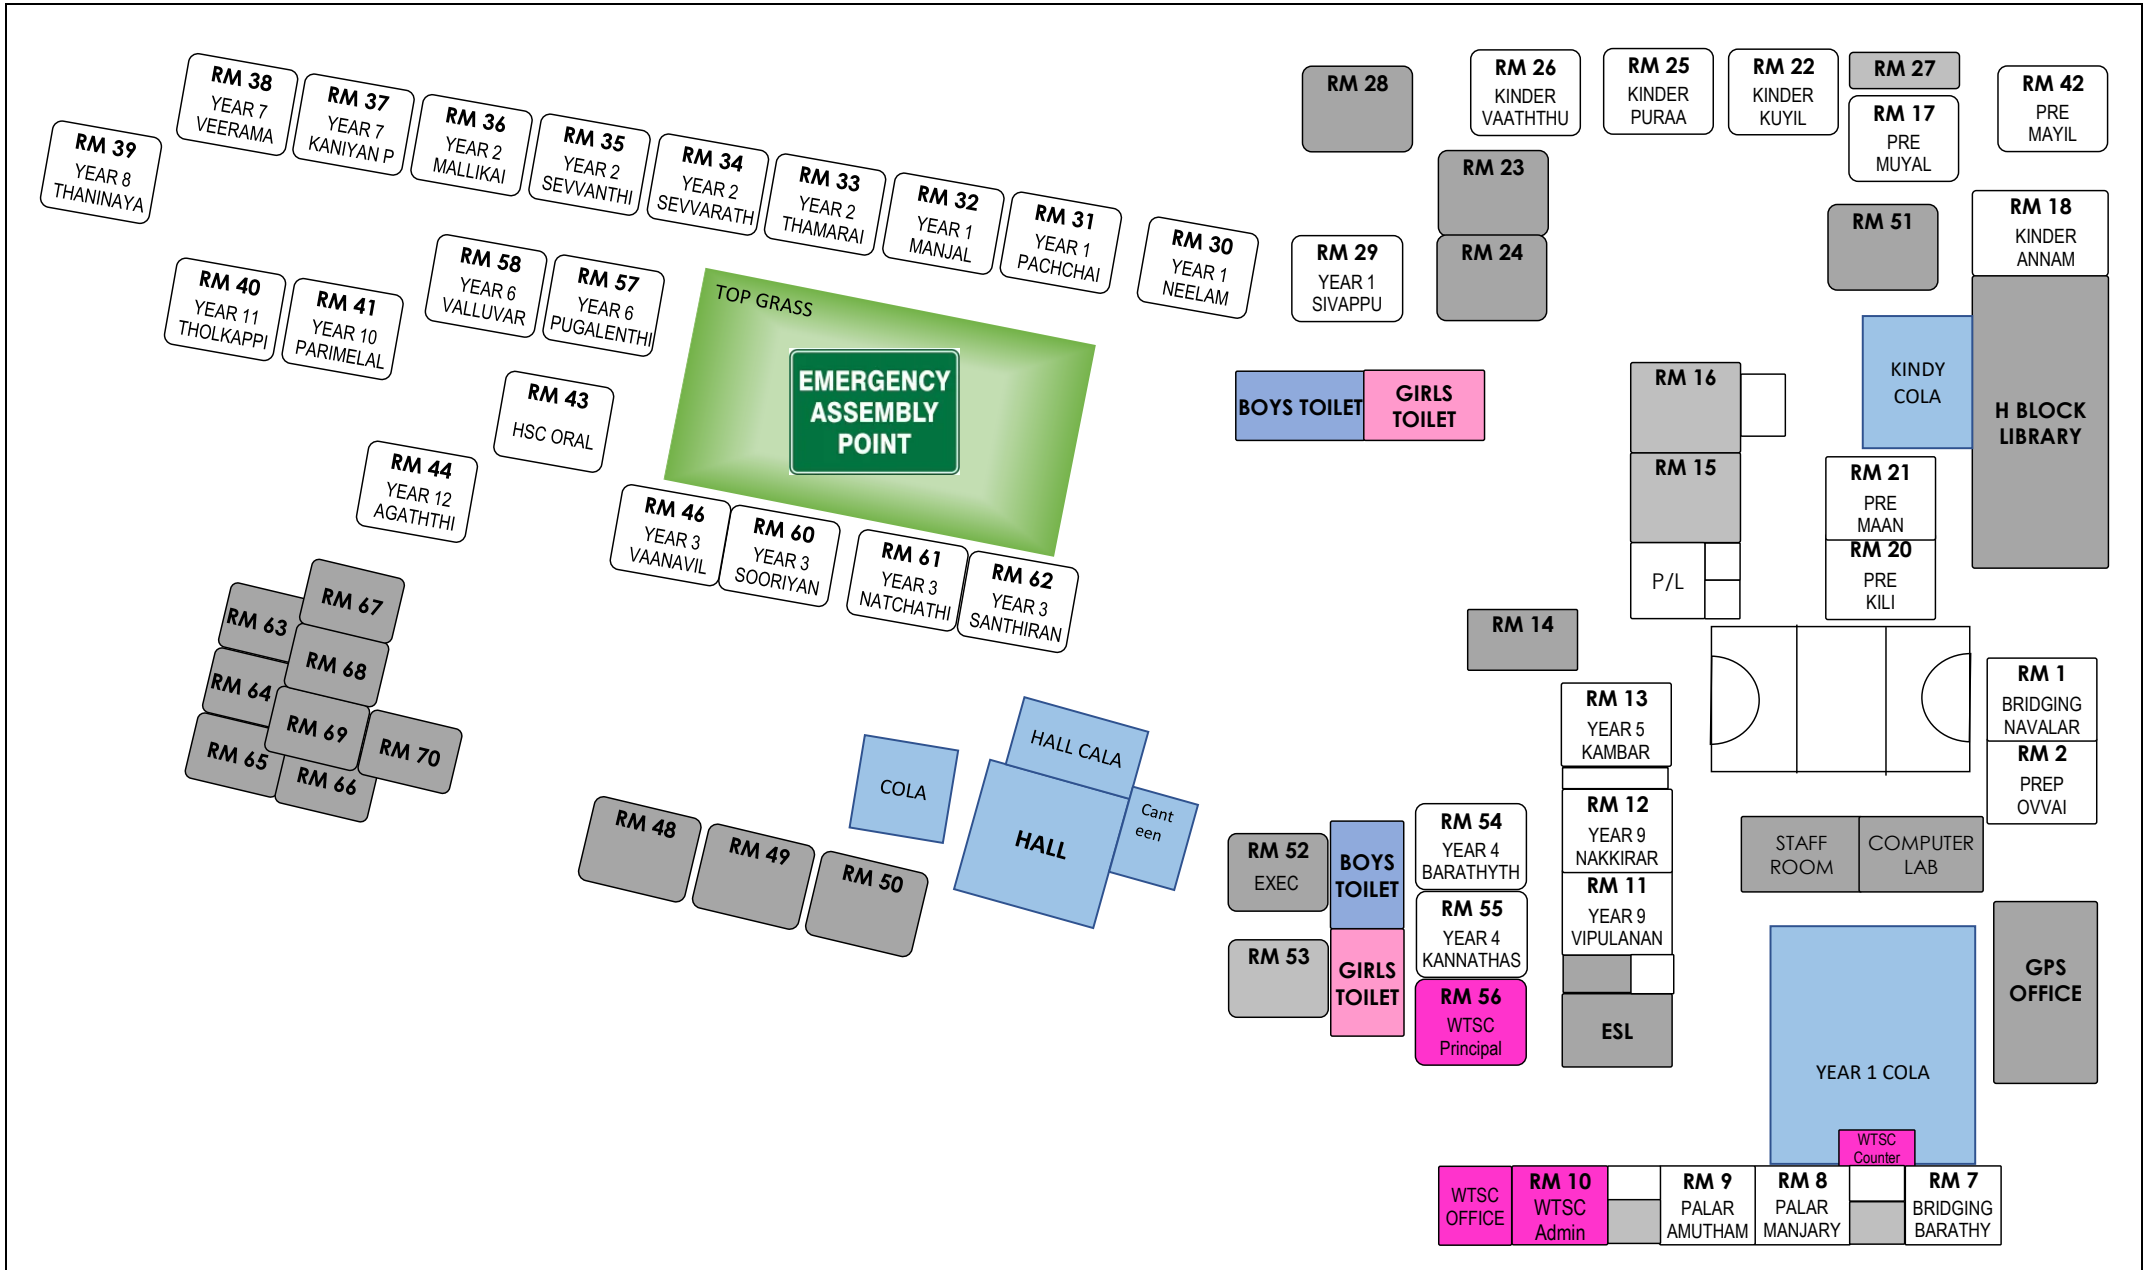 RM 38
YEAR 7
VEERAMA
RM 37
YEAR 7
KANIYAN P
RM 36
YEAR 2
MALLIKAI
RM 35
YEAR 2
SEVVANTHI
RM 34
YEAR 2
SEVVARATH
RM 33
YEAR 2
THAMARAI
RM 32
YEAR 1
MANJAL
RM 31
YEAR 1
PACHCHAI
RM 30
YEAR 1
NEELAM
RM 29
YEAR 1
SIVAPPU
RM 28
RM 26
KINDER
VAATHTHU
RM 25
KINDER
PURAA
RM 22
KINDER
KUYIL
RM 27
RM 17
PRE
MUYAL
RM 42
PRE
MAYIL
RM 39
YEAR 8
THANINAYA
RM 23
RM 24
RM 51
RM 18
KINDER
ANNAM
RM 40
YEAR 11
THOLKAPPI
RM 41
YEAR 10
PARIMELAL
RM 58
YEAR 6
VALLUVAR
RM 57
YEAR 6
PUGALENTHI
TOP GRASS
EMERGENCY
ASSEMBLY
POINT
BOYS TOILET
GIRLS
TOILET
RM 16
RM 15
P/L
KINDY
COLA
H BLOCK
LIBRARY
RM 21
PRE
MAAN
RM 20
PRE
KILI
RM 43
HSC ORAL
RM 44
YEAR 12
AGATHTHI
RM 46
YEAR 3
VAANAVIL
RM 60
YEAR 3
SOORIYAN
RM 61
YEAR 3
NATCHATHI
RM 62
YEAR 3
SANTHIRAN
RM 67
RM 63
RM 68
RM 64
RM 69
RM 70
RM 65
RM 66
RM 14
RM 13
YEAR 5
KAMBAR
RM 12
YEAR 9
NAKKIRAR
RM 11
YEAR 9
VIPULANAN
ESL
RM 1
BRIDGING
NAVALAR
RM 2
PREP
OVVAI
HALL CALA
COLA
HALL
Cant
een
RM 48
RM 49
RM 50
RM 52
EXEC
RM 53
BOYS
TOILET
GIRLS
TOILET
RM 54
YEAR 4
BARATHYTH
RM 55
YEAR 4
KANNATHAS
RM 56
WTSC
Principal
STAFF
ROOM
COMPUTER
LAB
GPS
OFFICE
YEAR 1 COLA
WTSC
Counter
WTSC
OFFICE
RM 10
WTSC
Admin
RM 9
PALAR
AMUTHAM
RM 8
PALAR
MANJARY
RM 7
BRIDGING
BARATHY